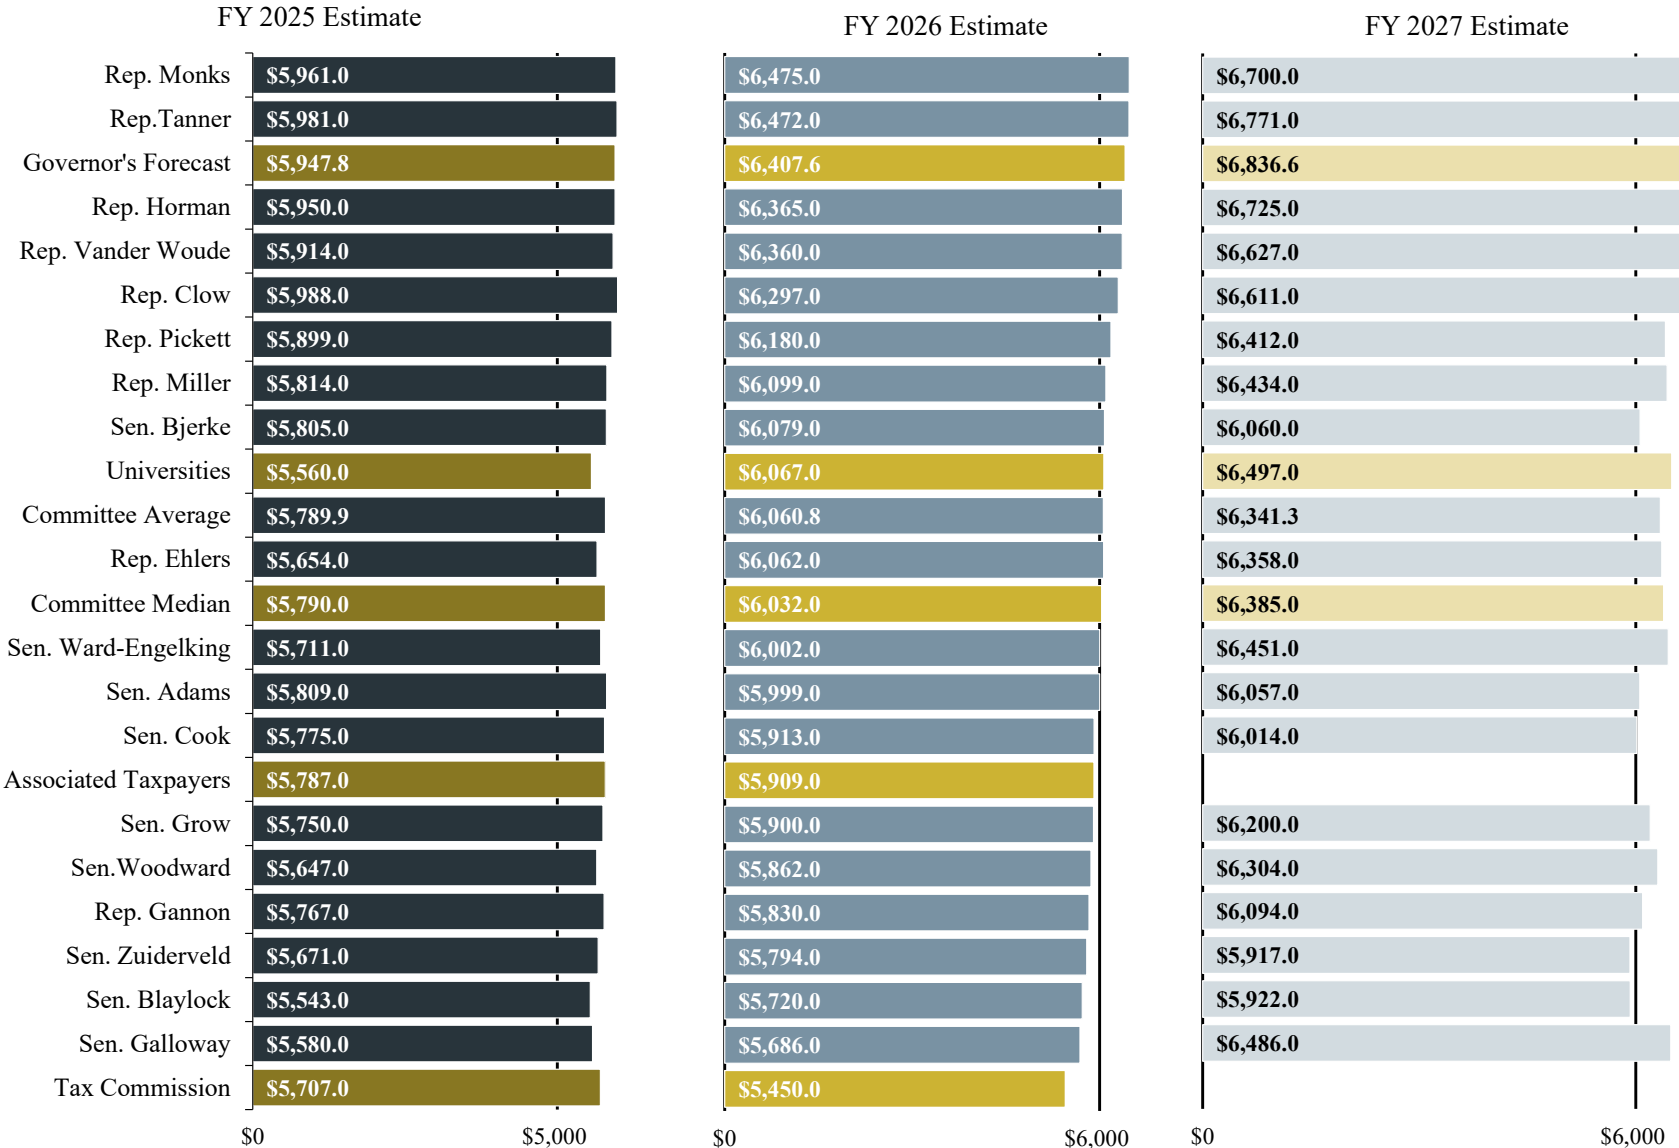 FY 2025 Estimate FY 2026 Estimate FY 2027 Estimate
Rep. Monks $5,961.0 $6,475.0 $6,700.0
Rep.Tanner $5,981.0 $6,472.0 $6,771.0
Governor's Forecast $5,947.8 $6,407.6 $6,836.6
Rep. Horman $5,950.0 $6,365.0 $6,725.0
Rep. Vander Woude $5,914.0 $6,360.0 $6,627.0
Rep. Clow $5,988.0 $6,297.0 $6,611.0
Rep. Pickett $5,899.0 $6,180.0 $6,412.0
Rep. Miller $5,814.0 $6,099.0 $6,434.0
Sen. Bjerke $5,805.0 $6,079.0 $6,060.0
Universities $5,560.0 $6,067.0 $6,497.0
Committee Average $5,789.9 $6,060.8 $6,341.3
Rep. Ehlers $5,654.0 $6,062.0 $6,358.0
Committee Median $5,790.0 $6,032.0 $6,385.0
Sen. Ward-Engelking $5,711.0 $6,002.0 $6,451.0
Sen. Adams $5,809.0 $5,999.0 $6,057.0
Sen. Cook $5,775.0 $5,913.0 $6,014.0
Associated Taxpayers $5,787.0 $5,909.0
Sen. Grow $5,750.0 $5,900.0 $6,200.0
Sen.Woodward $5,647.0 $5,862.0 $6,304.0
Rep. Gannon $5,767.0 $5,830.0 $6,094.0
Sen. Zuiderveld $5,671.0 $5,794.0 $5,917.0
Sen. Blaylock $5,543.0 $5,720.0 $5,922.0
Sen. Galloway $5,580.0 $5,686.0 $6,486.0
Tax Commission $5,707.0 $5,450.0
$0 $5,000 $0 $6,000 $0 $6,000